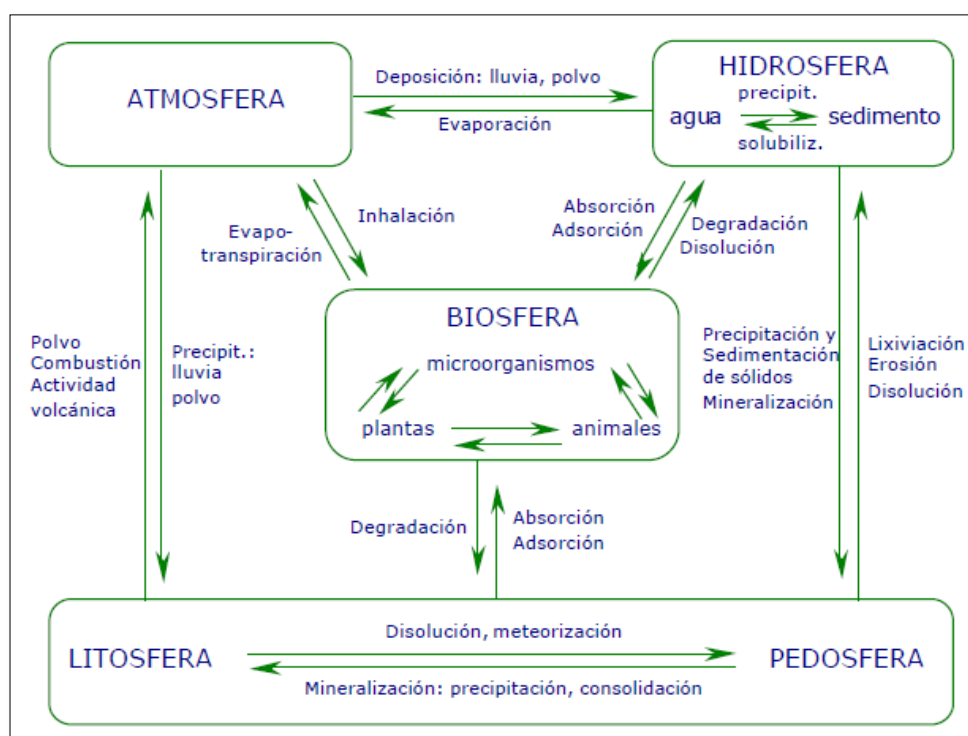 ATMOSFERA
Deposición: lluvia, polvo
Evaporación
HIDROSFERA
precipit.
agua
sedimento
solubiliz.
Evapo-
transpiración
Inhalación
Absorción
Adsorción
Degradación
Disolución
BIOSFERA
microorganismos
plantas
animales
Polvo
Combustión
Actividad
volcánica
Precipit.:
lluvia
polvo
Precipitación y
Sedimentación
de sólidos
Mineralización
Lixiviación
Erosión
Disolución
Degradación
Absorción
Adsorción
LITOSFERA
Disolución, meteorización
Mineralización: precipitación, consolidación
PEDOSFERA